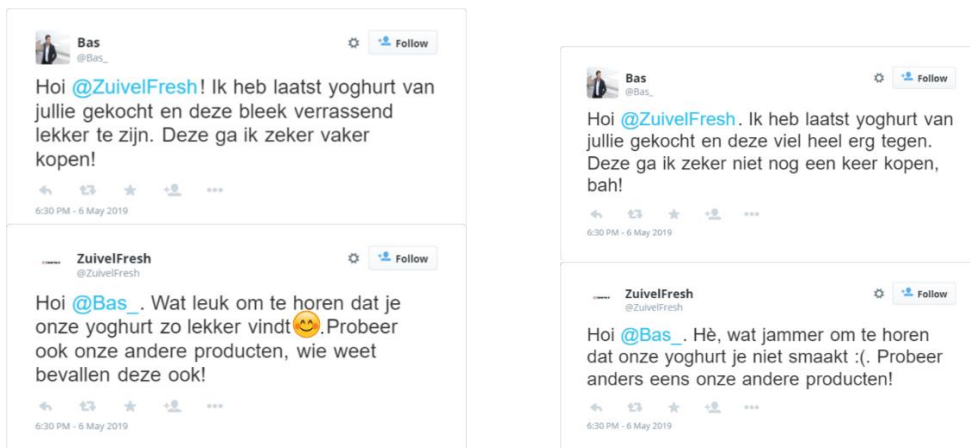 Bas
@Bas_
Follow
Hoi @ZuivelFresh! Ik heb laatst yoghurt van
jullie gekocht en deze bleek verrassend
lekker te zijn. Deze ga ik zeker vaker
kopen!
6:30 PM - 6 May 2019
ZuivelFresh
@ZuivelFresh
Follow
Hoi @Bas_. Wat leuk om te horen dat je
onze yoghurt zo lekker vindt😊.Probeer
ook onze andere producten, wie weet
bevallen deze ook!
6:30 PM - 6 May 2019
Bas
@Bas_
Follow
Hoi @ZuivelFresh. Ik heb laatst yoghurt van
jullie gekocht en deze viel heel erg tegen.
Deze ga ik zeker niet nog een keer kopen,
bah!
6:30 PM - 6 May 2019
ZuivelFresh
@ZuivelFresh
Follow
Hoi @Bas_. Hè, wat jammer om te horen
dat onze yoghurt je niet smaakt :(. Probeer
anders eens onze andere producten!
6:30 PM - 6 May 2019